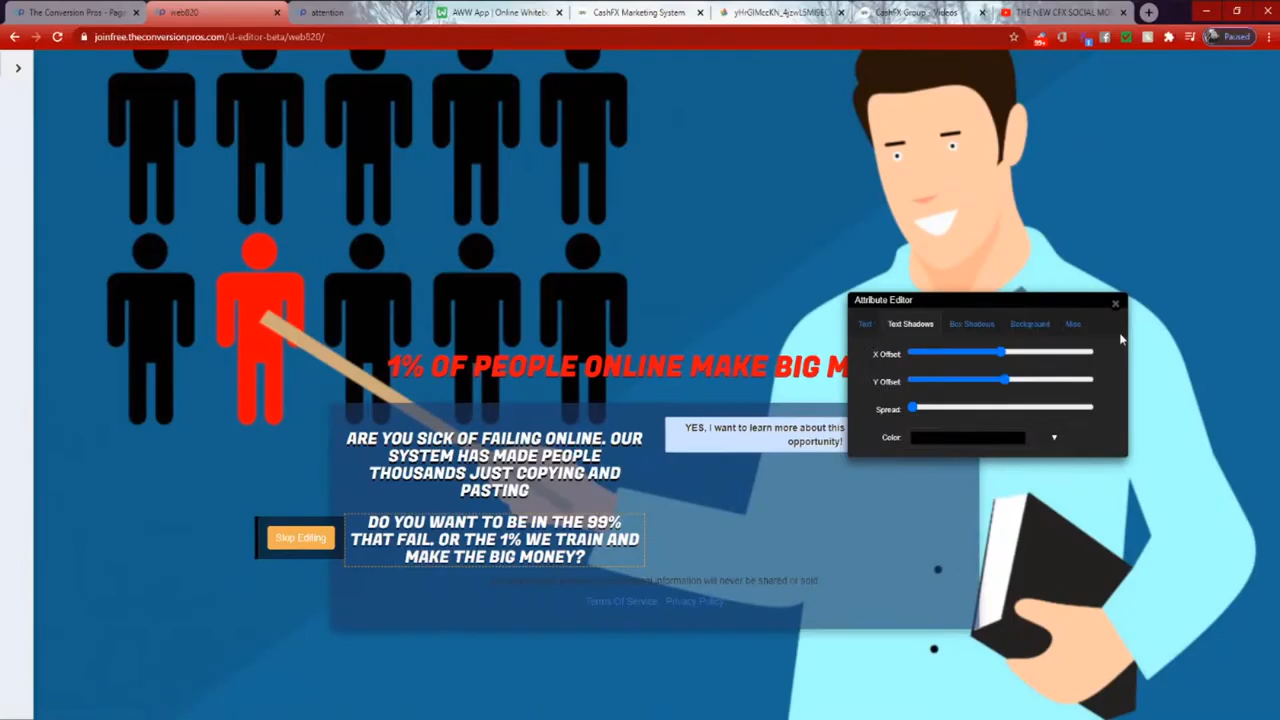 The Conversion Pros - Page
web820
attention
AWW App | Online Whiteb
CashFX Marketing System
CashFX Group - Videos
THE NEW CFX SOCIAL MO
joinfree.theconversionpros.com/sl-editor-beta/web820/
Paused
Attribute Editor
Text
Text Shadows
Box Shadows
Background
Misc
X Offset:
Y Offset:
Spread:
Color:
1% OF PEOPLE ONLINE MAKE BIG M
YES, I want to learn more about this
opportunity!
ARE YOU SICK OF FAILING ONLINE. OUR
SYSTEM HAS MADE PEOPLE
THOUSANDS JUST COPYING AND
PASTING
Stop Editing
DO YOU WANT TO BE IN THE 99%
THAT FAIL. OR THE 1% WE TRAIN AND
MAKE THE BIG MONEY?
information will never be shared or sold
Terms Of Service Privacy Policy